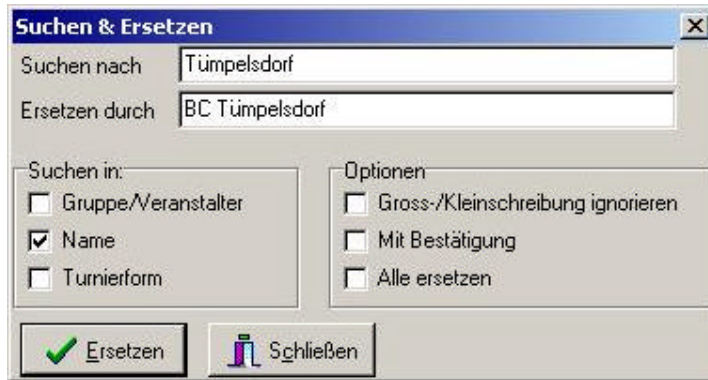 Suchen & Ersetzen
Suchen nach Tümpelsdorf
Ersetzen durch BC Tümpelsdorf
Suchen in:
Gruppe/Veranstalter
Name
Turnierform
Optionen
Gross-/Kleinschreibung ignorieren
Mit Bestätigung
Alle ersetzen
Ersetzen
Schließen